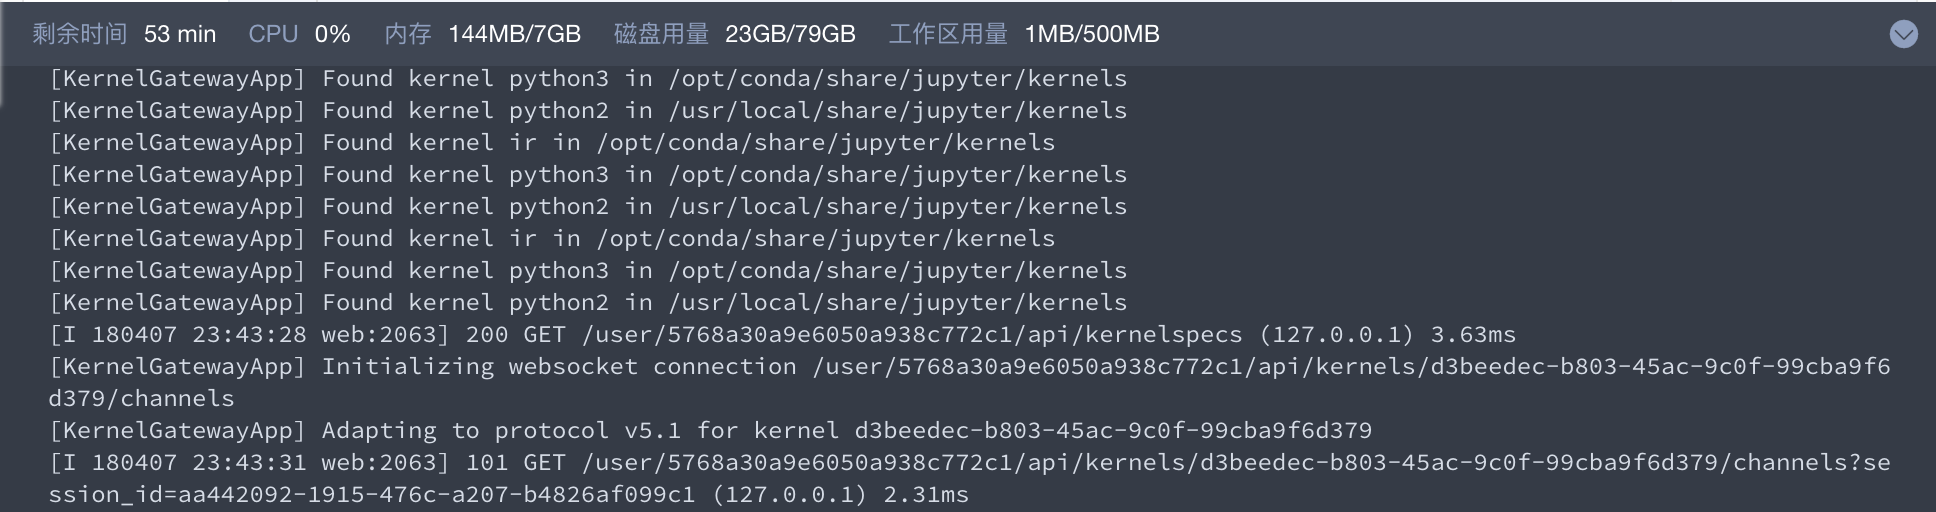 剩余时间 53 min CPU 0% 内存 144MB/7GB 磁盘用量 23GB/79GB 工作区用量 1MB/500MB
[KernelGatewayApp] Found kernel python3 in /opt/conda/share/jupyter/kernels
[KernelGatewayApp] Found kernel python2 in /usr/local/share/jupyter/kernels
[KernelGatewayApp] Found kernel ir in /opt/conda/share/jupyter/kernels
[KernelGatewayApp] Found kernel python3 in /opt/conda/share/jupyter/kernels
[KernelGatewayApp] Found kernel python2 in /usr/local/share/jupyter/kernels
[KernelGatewayApp] Found kernel ir in /opt/conda/share/jupyter/kernels
[KernelGatewayApp] Found kernel python3 in /opt/conda/share/jupyter/kernels
[KernelGatewayApp] Found kernel python2 in /usr/local/share/jupyter/kernels
[I 180407 23:43:28 web:2063] 200 GET /user/5768a30a9e6050a938c772c1/api/kernelspecs (127.0.0.1) 3.63ms
[KernelGatewayApp] Initializing websocket connection /user/5768a30a9e6050a938c772c1/api/kernels/d3beedec-b803-45ac-9c0f-99cba9f6
d379/channels
[KernelGatewayApp] Adapting to protocol v5.1 for kernel d3beedec-b803-45ac-9c0f-99cba9f6d379
[I 180407 23:43:31 web:2063] 101 GET /user/5768a30a9e6050a938c772c1/api/kernels/d3beedec-b803-45ac-9c0f-99cba9f6d379/channels?se
ssion_id=aa442092-1915-476c-a207-b4826af099c1 (127.0.0.1) 2.31ms